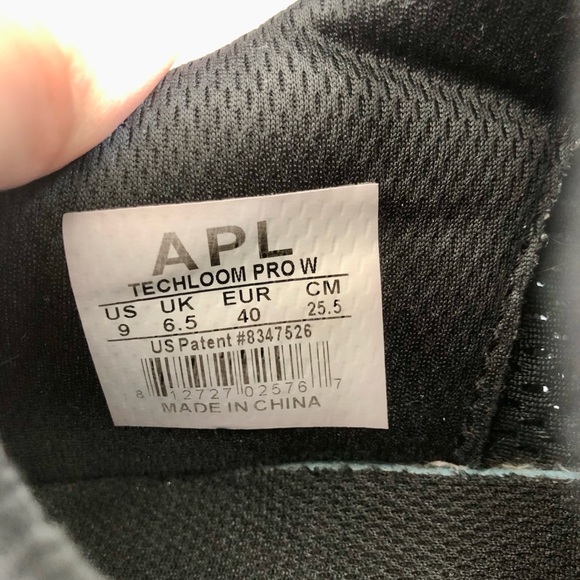 APL
TECHLOOM PRO W
US UK EUR CM
9 6.5 40 25.5
US Patent #8347526
8 12727 02576 7
MADE IN CHINA